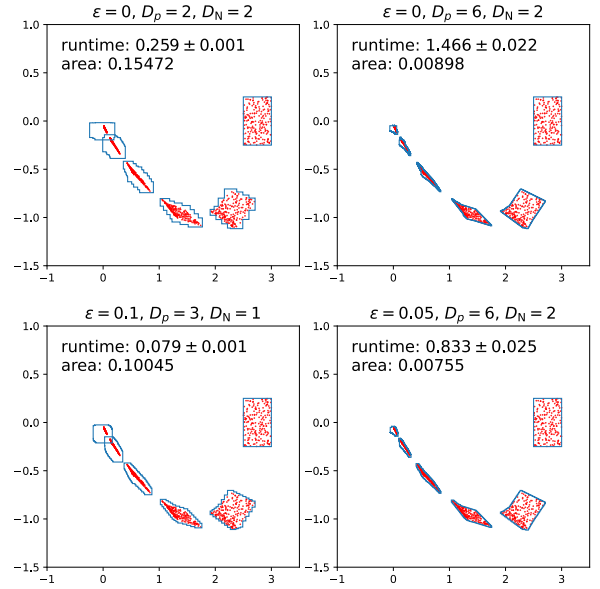 ε=0, D_p=2, D_N=2
runtime: 0.259 ± 0.001
area: 0.15472
1.0
0.5
0.0
−0.5
−1.0
−1.5
−1 0 1 2 3
ε=0, D_p=6, D_N=2
runtime: 1.466 ± 0.022
area: 0.00898
1.0
0.5
0.0
−0.5
−1.0
−1.5
−1 0 1 2 3
ε=0.1, D_p=3, D_N=1
runtime: 0.079 ± 0.001
area: 0.10045
1.0
0.5
0.0
−0.5
−1.0
−1.5
−1 0 1 2 3
ε=0.05, D_p=6, D_N=2
runtime: 0.833 ± 0.025
area: 0.00755
1.0
0.5
0.0
−0.5
−1.0
−1.5
−1 0 1 2 3